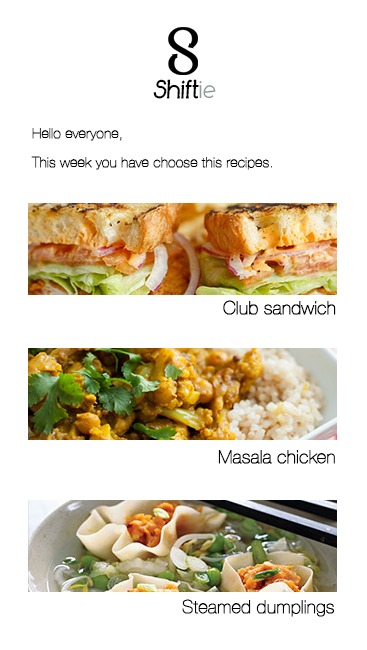 Shiftie
Hello everyone,
This week you have choose this recipes.
Club sandwich
Masala chicken
Steamed dumplings